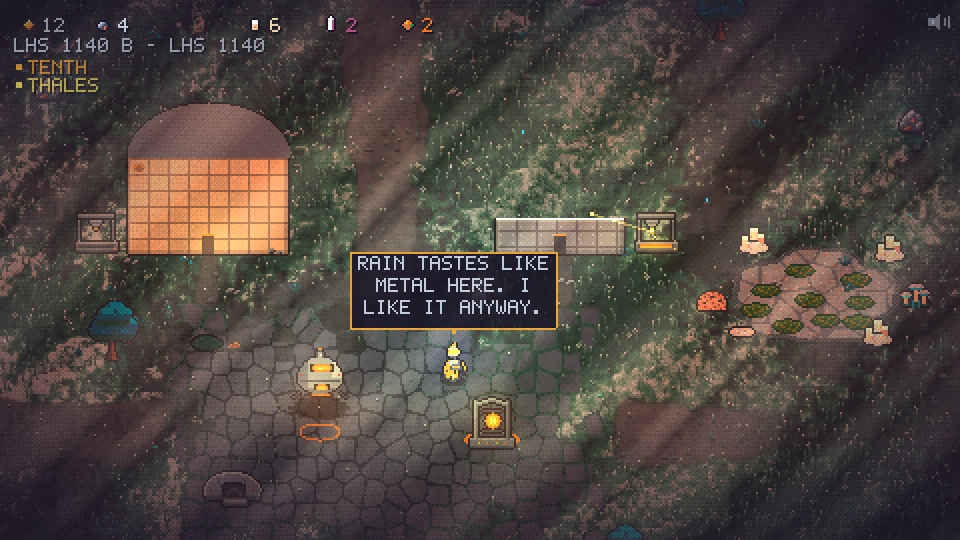 12 4 6 2 2
LHS 1140 B - LHS 1140
TENTH
THALES
RAIN TASTES LIKE
METAL HERE. I
LIKE IT ANYWAY.